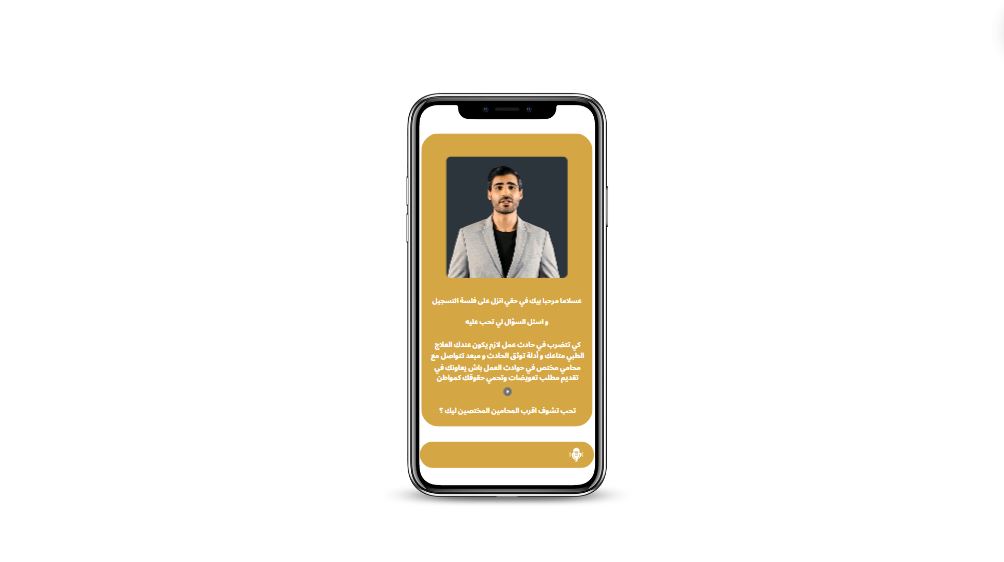 عسلاما مرحبا بيك في حقي انزل على فلسة التسجيل
و اسئل السؤال لي تحب عليه
كي تتضرب في حادث عمل لازم يكون عندك العلاج
الطبي متاعك و أدلة توثق الحادث و مبعد تتواصل مع
محامي مختص في حوادث العمل باش يعاونك في
تقديم مطلب تعويضات وتحمي حقوقك كمواطن
تحب تشوف اقرب المحامين المختصين ليك ؟